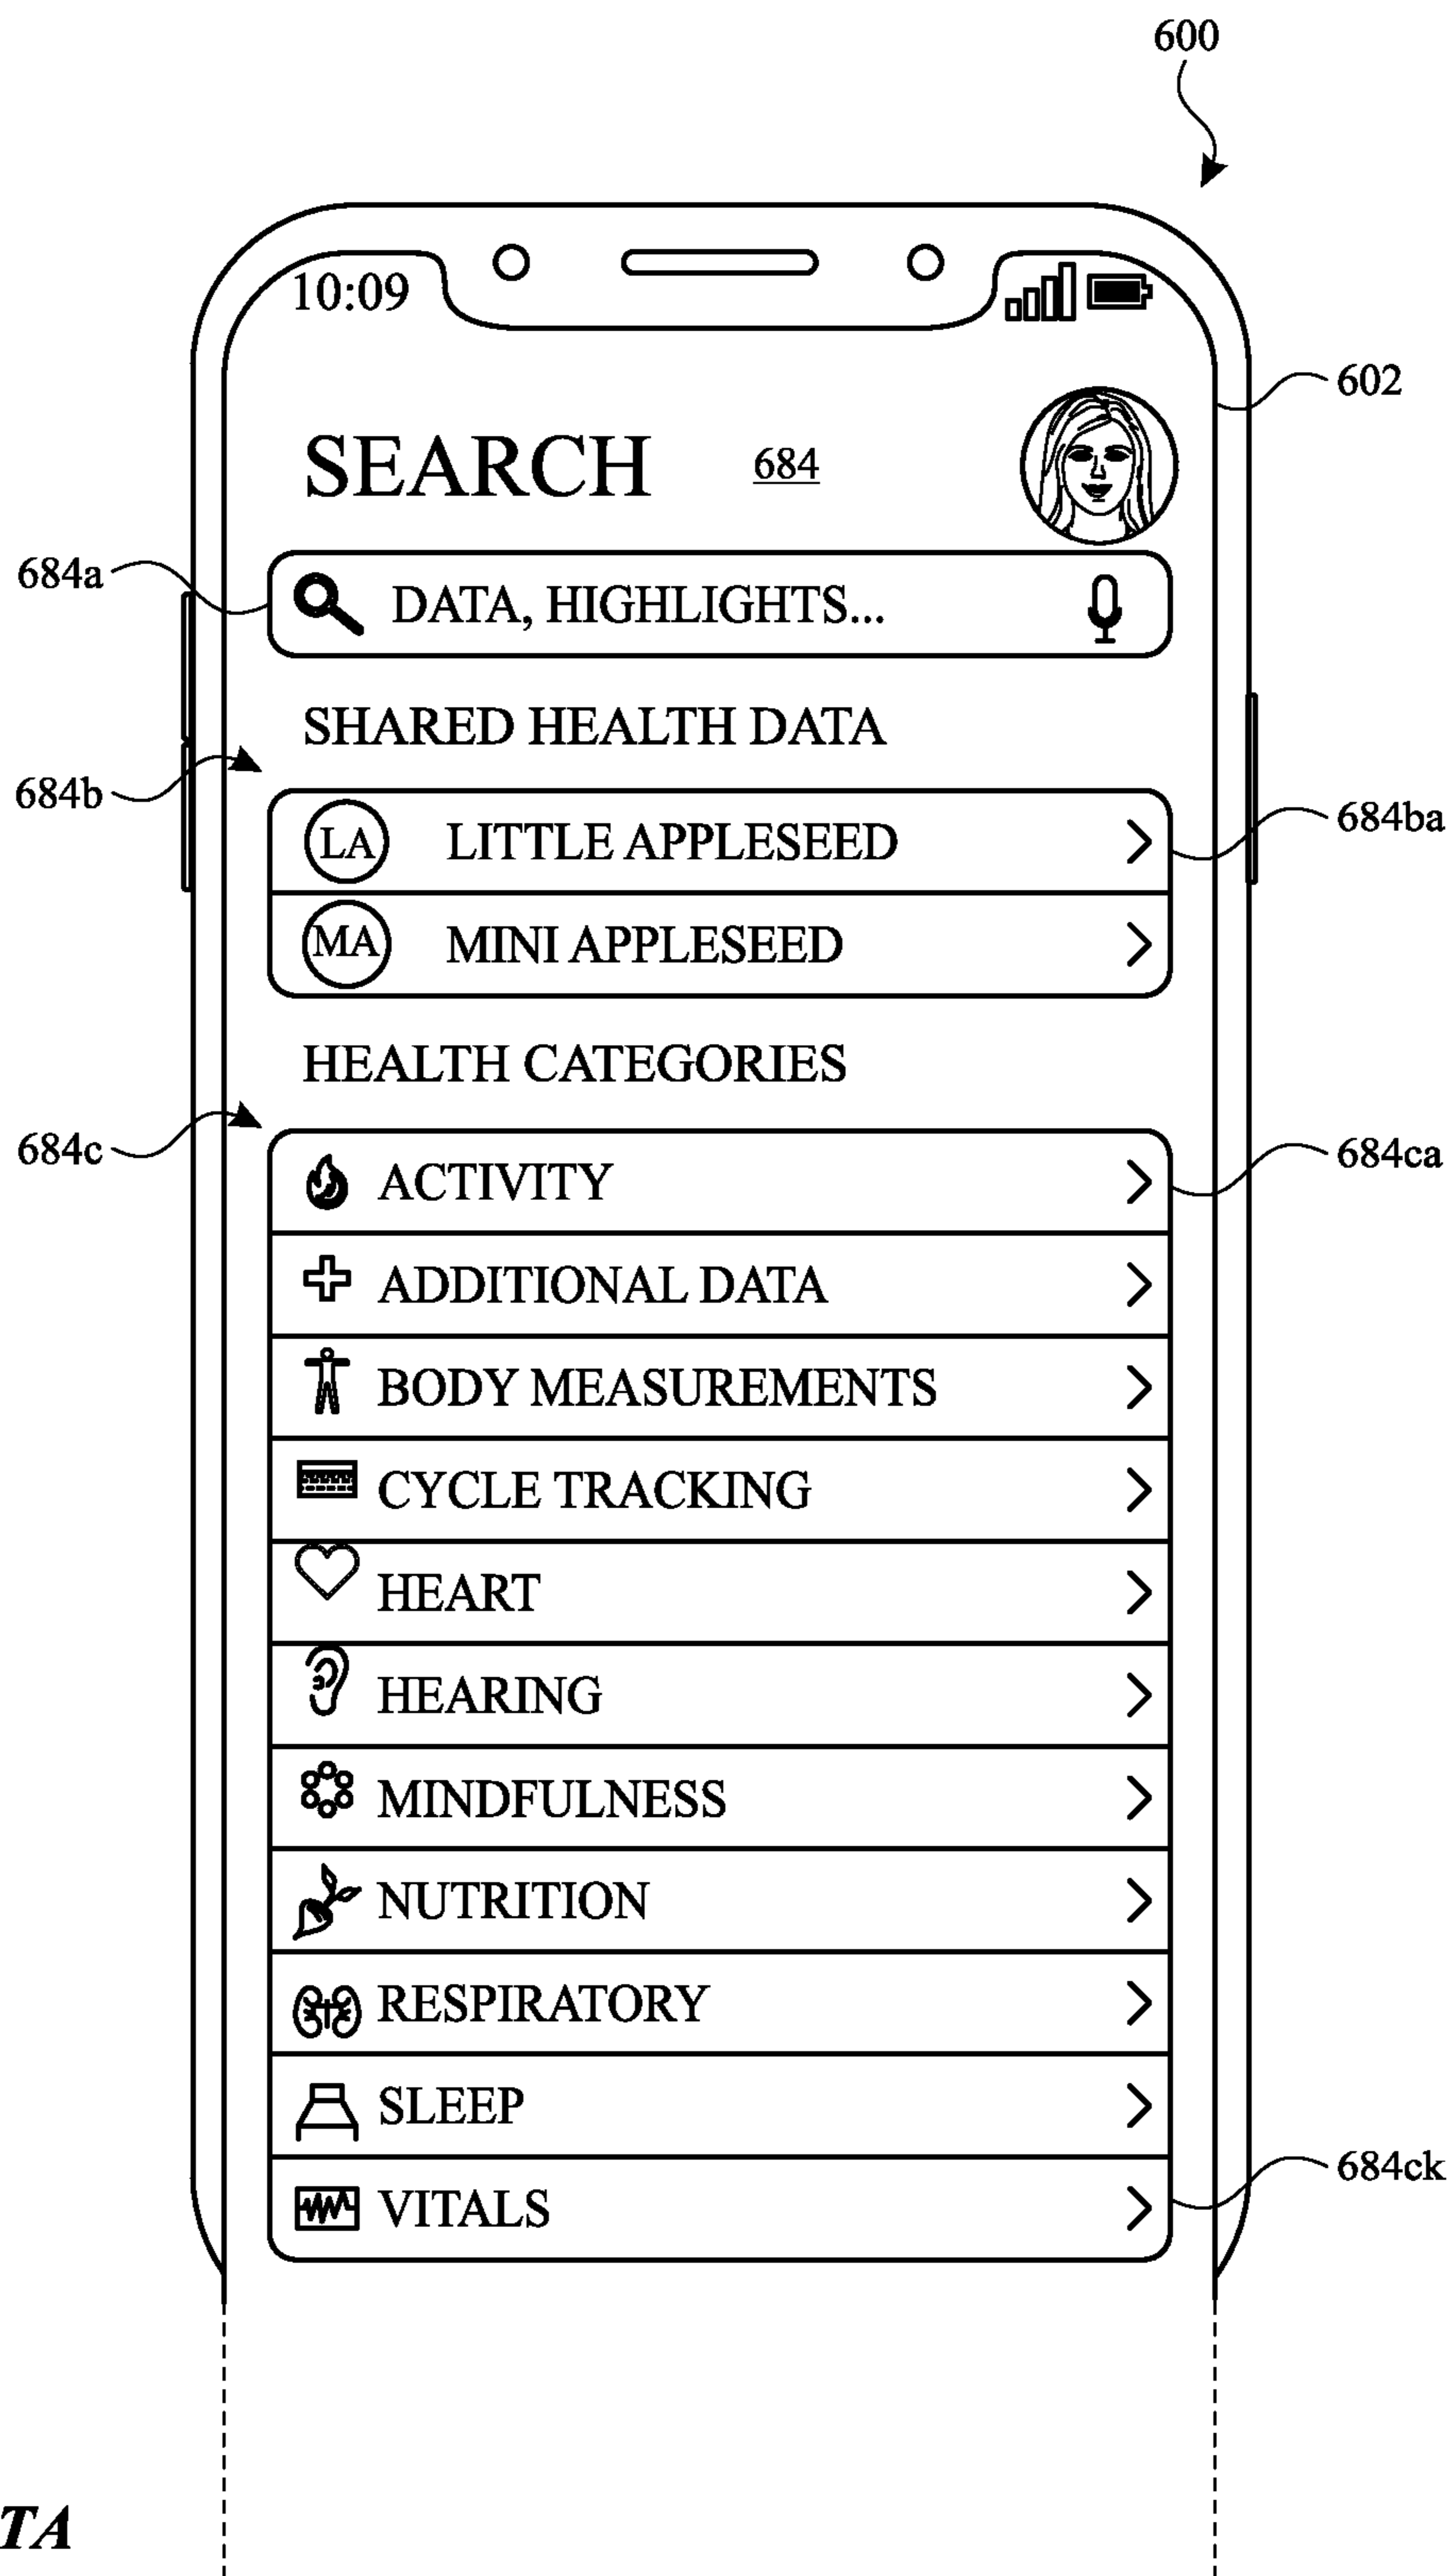 600
10:09
602
SEARCH 684
684a
DATA, HIGHLIGHTS...
SHARED HEALTH DATA
684b
LA LITTLE APPLESEED
684ba
MA MINI APPLESEED
HEALTH CATEGORIES
684c
ACTIVITY
684ca
ADDITIONAL DATA
BODY MEASUREMENTS
CYCLE TRACKING
HEART
HEARING
MINDFULNESS
NUTRITION
RESPIRATORY
SLEEP
684ck
VITALS
TA